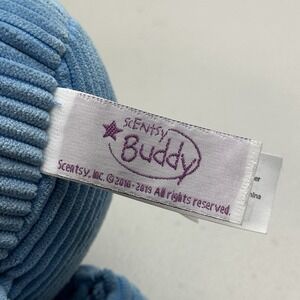 SCENTSY
Buddy
Scentsy, Inc. © 2010-2019 All rights reserved.